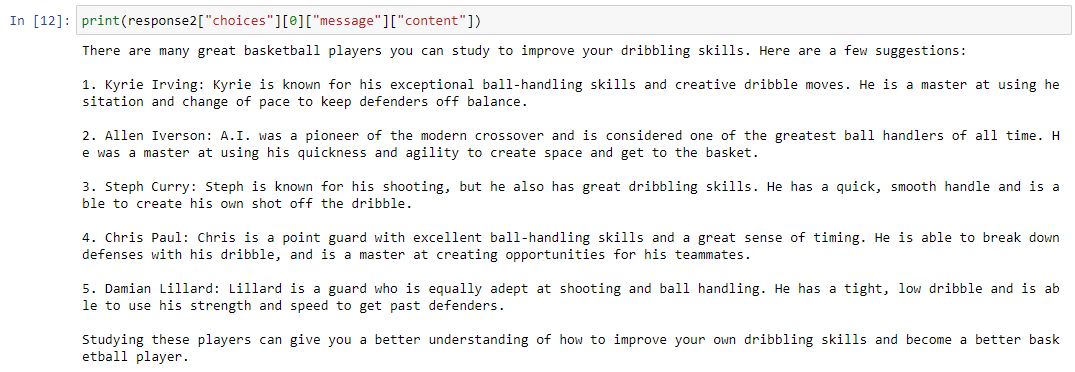 In [12]: print(response2["choices"][0]["message"]["content"])
There are many great basketball players you can study to improve your dribbling skills. Here are a few suggestions:
1. Kyrie Irving: Kyrie is known for his exceptional ball-handling skills and creative dribble moves. He is a master at using he
sitation and change of pace to keep defenders off balance.
2. Allen Iverson: A.I. was a pioneer of the modern crossover and is considered one of the greatest ball handlers of all time. H
e was a master at using his quickness and agility to create space and get to the basket.
3. Steph Curry: Steph is known for his shooting, but he also has great dribbling skills. He has a quick, smooth handle and is a
ble to create his own shot off the dribble.
4. Chris Paul: Chris is a point guard with excellent ball-handling skills and a great sense of timing. He is able to break down
defenses with his dribble, and is a master at creating opportunities for his teammates.
5. Damian Lillard: Lillard is a guard who is equally adept at shooting and ball handling. He has a tight, low dribble and is ab
le to use his strength and speed to get past defenders.
Studying these players can give you a better understanding of how to improve your own dribbling skills and become a better bask
etball player.